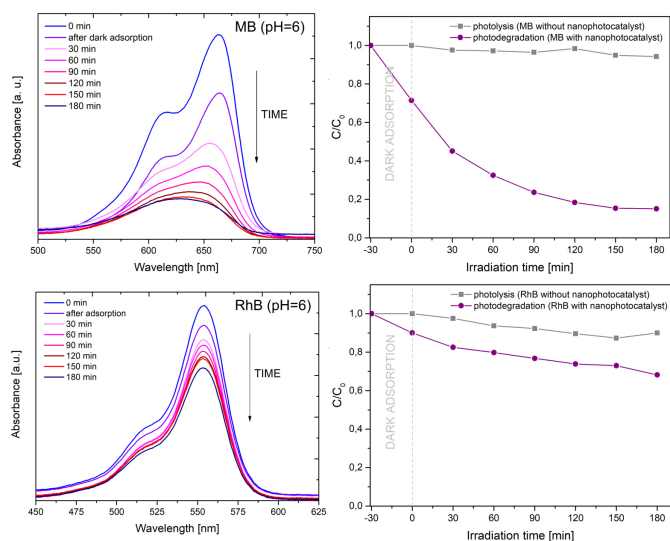 MB (pH=6)
0 min
after dark adsorption
30 min
60 min
90 min
120 min
150 min
180 min
TIME
Absorbance [a. u.]
500 550 600 650 700 750
Wavelength [nm]
photolysis (MB without nanophotocatalyst)
photodegradation (MB with nanophotocatalyst)
DARK ADSORPTION
C/C0
1,0
0,8
0,6
0,4
0,2
0,0
-30 0 30 60 90 120 150 180
Irradiation time [min]
RhB (pH=6)
0 min
after adsorption
30 min
60 min
90 min
120 min
150 min
180 min
TIME
Absorbance [a.u.]
450 475 500 525 550 575 600 625
Wavelength [nm]
photolysis (RhB without nanophotocatalyst)
photodegradation (RhB with nanophotocatalyst)
DARK ADSORPTION
C/C0
1,0
0,8
0,6
0,4
0,2
0,0
-30 0 30 60 90 120 150 180
Irradiation time [min]